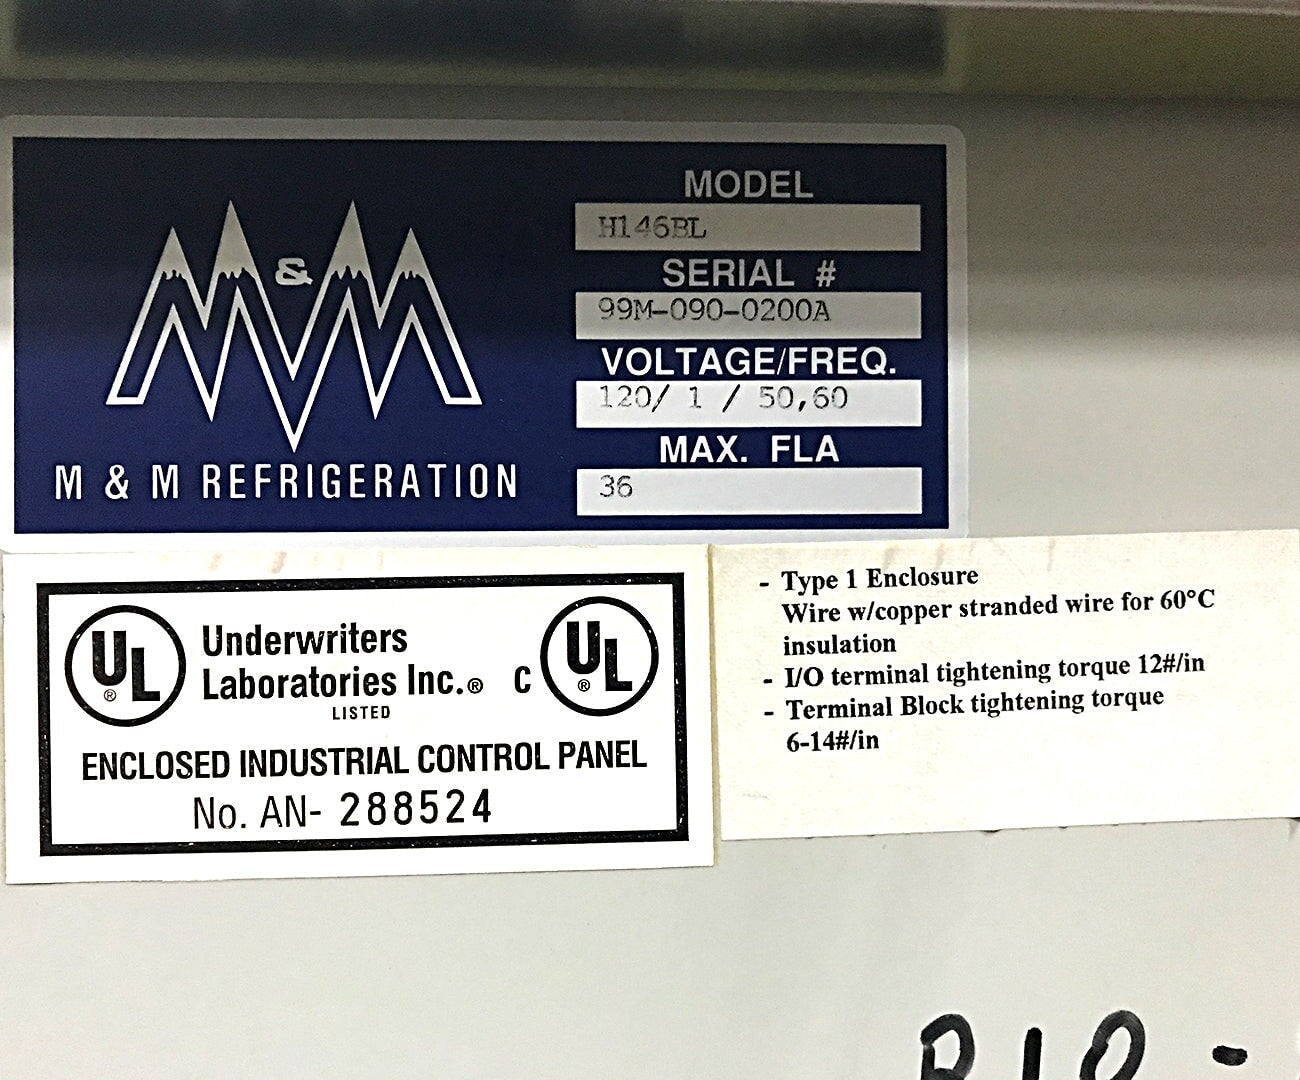 MODEL
H146BL
SERIAL #
99M-090-0200A
VOLTAGE/FREQ.
120/ 1 / 50,60
MAX. FLA
36
&
M & M REFRIGERATION
UL
®
Underwriters
Laboratories Inc.®
LISTED
C
UL
®
ENCLOSED INDUSTRIAL CONTROL PANEL
No. AN- 288524
- Type 1 Enclosure
Wire w/copper stranded wire for 60°C
insulation
- I/O terminal tightening torque 12#/in
- Terminal Block tightening torque
6-14#/in